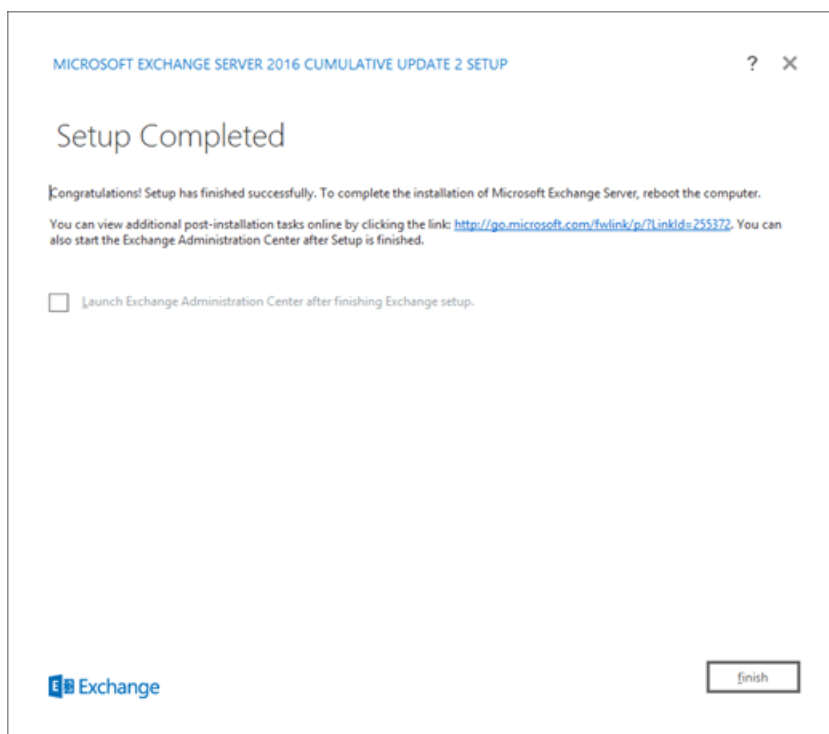 MICROSOFT EXCHANGE SERVER 2016 CUMULATIVE UPDATE 2 SETUP
?
Setup Completed
Congratulations! Setup has finished successfully. To complete the installation of Microsoft Exchange Server, reboot the computer.
You can view additional post-installation tasks online by clicking the link: http://go.microsoft.com/fwlink/p/?LinkId=255372. You can
also start the Exchange Administration Center after Setup is finished.
Launch Exchange Administration Center after finishing Exchange setup.
Exchange
finish